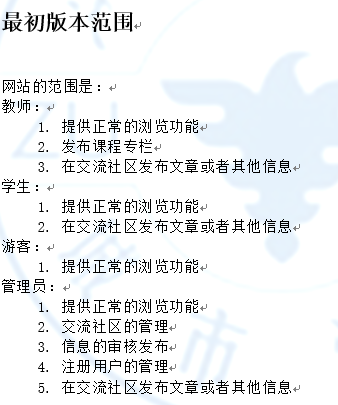 最初版本范围
网站的范围是：
教师：
1. 提供正常的浏览功能
2. 发布课程专栏
3. 在交流社区发布文章或者其他信息
学生：
1. 提供正常的浏览功能
2. 在交流社区发布文章或者其他信息
游客：
1. 提供正常的浏览功能
管理员：
1. 提供正常的浏览功能
2. 交流社区的管理
3. 信息的审核发布
4. 注册用户的管理
5. 在交流社区发布文章或者其他信息